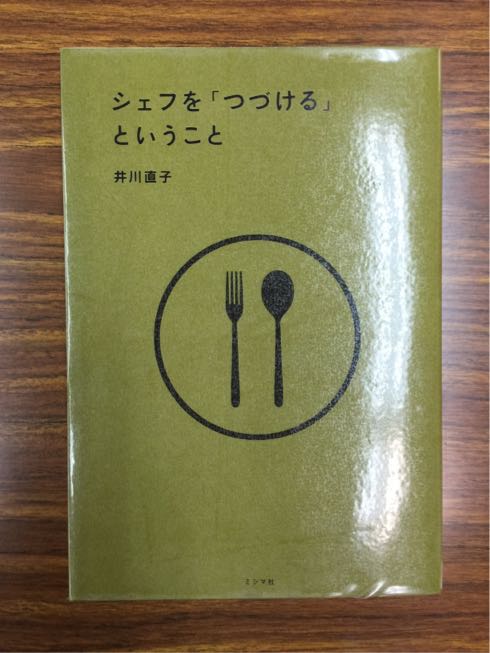 シェフを「つづける」
ということ
井川直子
ミシマ社